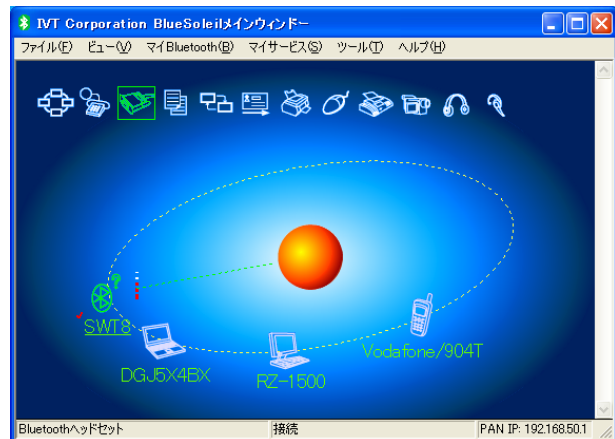 IVT Corporation BlueSoleilメインウィンドー
ファイル(F) ビュー(V) マイBluetooth(B) マイサービス(S) ツール(T) ヘルプ(H)
SWT8
DGJ5X4BX
RZ-1500
Vodafone/904T
Bluetoothヘッドセット 接続 PAN IP: 192.168.50.1